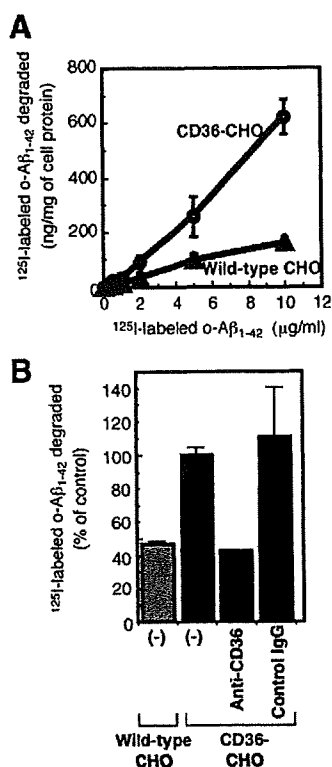 A
¹²⁵I-labeled o-Aβ₁₋₄₂ degraded
(ng/mg of cell protein)
800
600
400
200
0
CD36-CHO
Wild-type CHO
0 2 4 6 8 10 12
¹²⁵I-labeled o-Aβ₁₋₄₂ (µg/ml)
B
¹²⁵I-labeled o-Aβ₁₋₄₂ degraded
(% of control)
140
120
100
80
60
40
20
0
(-)
(-)
Anti-CD36
Control IgG
Wild-type
CHO
CD36-
CHO